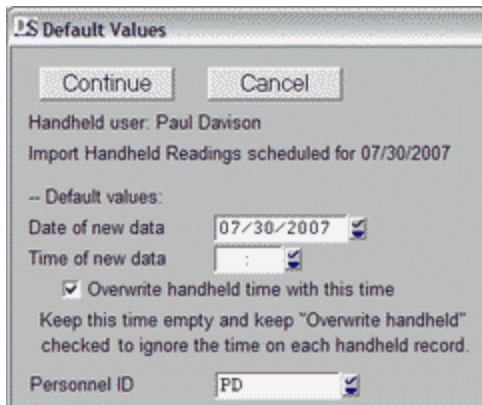 Default Values
Continue Cancel
Handheld user: Paul Davison
Import Handheld Readings scheduled for 07/30/2007
-- Default values:
Date of new data 07/30/2007
Time of new data :
Overwrite handheld time with this time
Keep this time empty and keep "Overwrite handheld"
checked to ignore the time on each handheld record.
Personnel ID PD